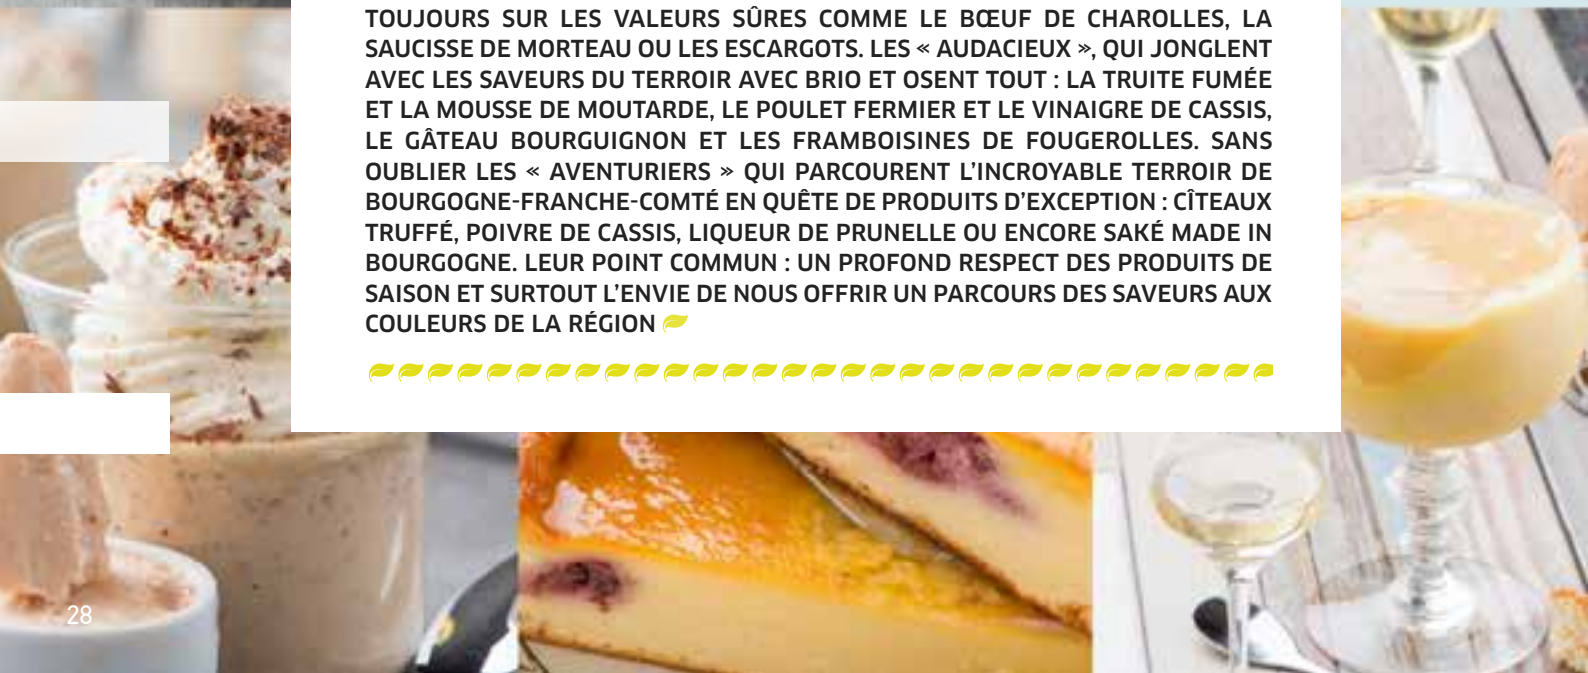 TOUJOURS SUR LES VALEURS SÛRES COMME LE BŒUF DE CHAROLLES, LA
SAUCISSE DE MORTEAU OU LES ESCARGOTS. LES « AUDACIEUX », QUI JONGLENT
AVEC LES SAVEURS DU TERROIR AVEC BRIO ET OSENT TOUT : LA TRUITE FUMÉE
ET LA MOUSSE DE MOUTARDE, LE POULET FERMIER ET LE VINAIGRE DE CASSIS,
LE GÂTEAU BOURGUIGNON ET LES FRAMBOISINES DE FOUGEROLLES. SANS
OUBLIER LES « AVENTURIERS » QUI PARCOURENT L’INCROYABLE TERROIR DE
BOURGOGNE-FRANCHE-COMTÉ EN QUÊTE DE PRODUITS D’EXCEPTION : CÎTEAUX
TRUFFÉ, POIVRE DE CASSIS, LIQUEUR DE PRUNELLE OU ENCORE SAKÉ MADE IN
BOURGOGNE. LEUR POINT COMMUN : UN PROFOND RESPECT DES PRODUITS DE
SAISON ET SURTOUT L’ENVIE DE NOUS OFFRIR UN PARCOURS DES SAVEURS AUX
COULEURS DE LA RÉGION
28